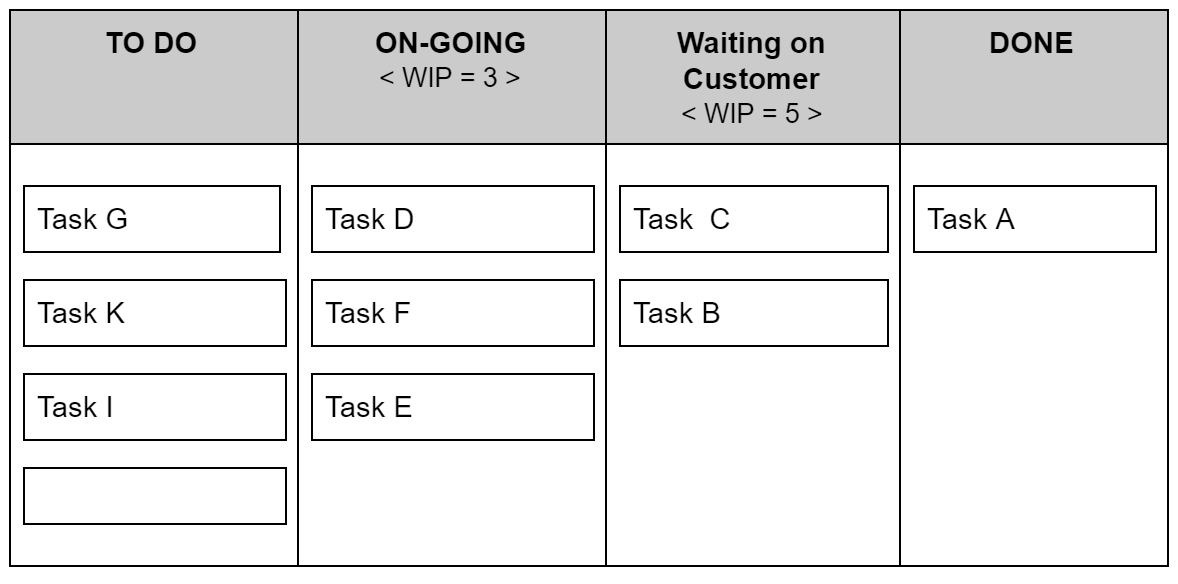 TO DO
ON-GOING
< WIP = 3 >
Waiting on
Customer
< WIP = 5 >
DONE
Task G
Task D
Task  C
Task A
Task K
Task F
Task B
Task I
Task E